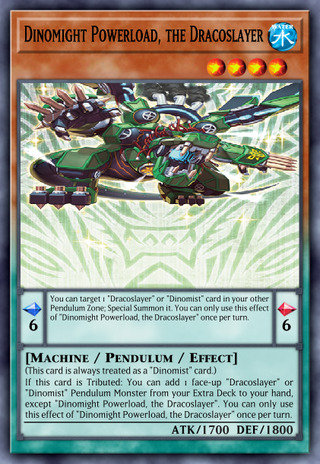 Dinomight Powerload, the Dracoslayer
WATER
水
You can target 1 "Dracoslayer" or "Dinomist" card in your other
Pendulum Zone; Special Summon it. You can only use this effect
of "Dinomight Powerload, the Dracoslayer" once per turn.
6
6
[Machine / Pendulum / Effect]
(This card is always treated as a "Dinomist" card.)
If this card is Tributed: You can add 1 face-up "Dracoslayer" or
"Dinomist" Pendulum Monster from your Extra Deck to your hand,
except "Dinomight Powerload, the Dracoslayer". You can only use
this effect of "Dinomight Powerload, the Dracoslayer" once per turn.
ATK/1700 DEF/1800